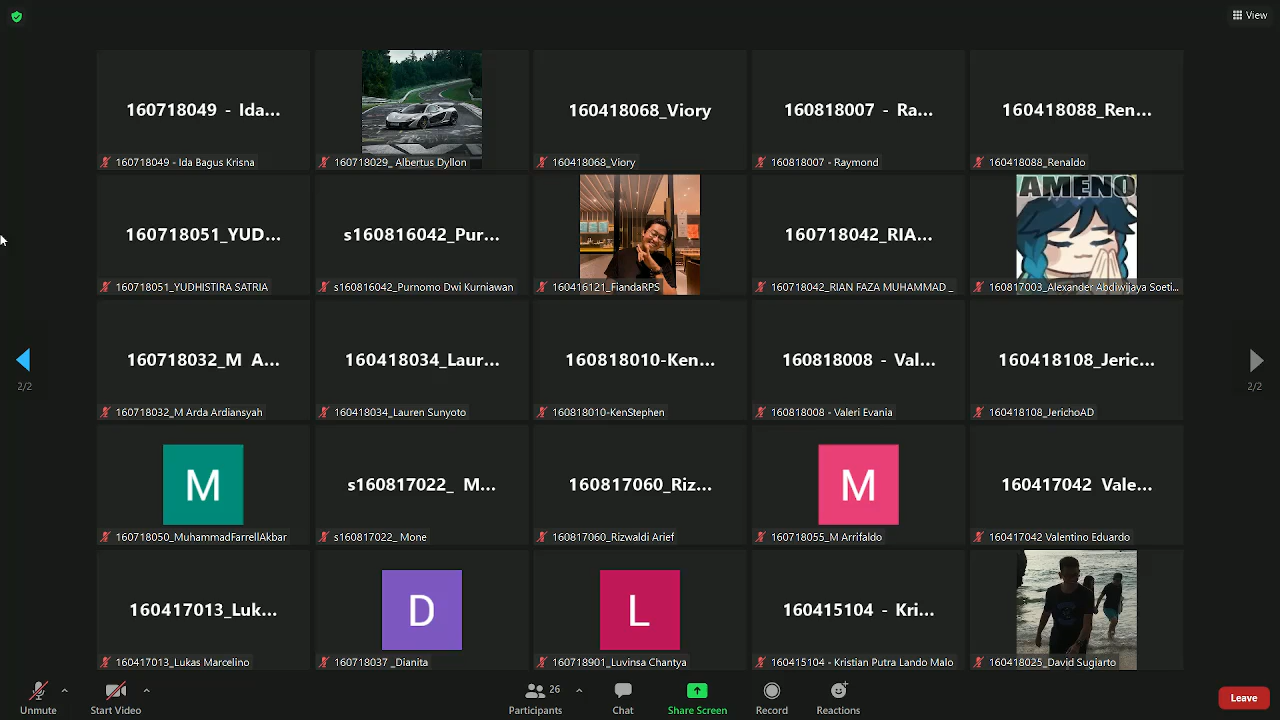 View
160718049 - Ida...
160718049 - Ida Bagus Krisna
160718029_ Albertus Dyllon
160418068_Viory
160418068_Viory
160818007 - Ra...
160818007 - Raymond
160418088_Ren...
160418088_Renaldo
160718051_YUD...
160718051_YUDHISTIRA SATRIA
s160816042_Pur...
s160816042_Purnomo Dwi Kurniawan
160416121_FiandaRPS
160718042_RIA...
160718042_RIAN FAZA MUHAMMAD _
AMENO
160817003_Alexander Abdiwijaya Soeti...
2/2
2/2
160718032_M A...
160718032_M Arda Ardiansyah
160418034_Laur...
160418034_Lauren Sunyoto
160818010-Ken...
160818010-KenStephen
160818008 - Val...
160818008 - Valeri Evania
160418108_Jeric...
160418108_JerichoAD
M
160718050_MuhammadFarrellAkbar
s160817022_ M...
s160817022_ Mone
160817060_Riz...
160817060_Rizwaldi Arief
M
160718055_M Arrifaldo
160417042 Vale...
160417042 Valentino Eduardo
160417013_Luk...
160417013_Lukas Marcelino
D
160718037 _Dianita
L
160718901_Luvinsa Chantya
160415104 - Kri...
160415104 - Kristian Putra Lando Malo
160418025_David Sugiarto
Unmute
Start Video
26
Participants
Chat
Share Screen
Record
Reactions
Leave